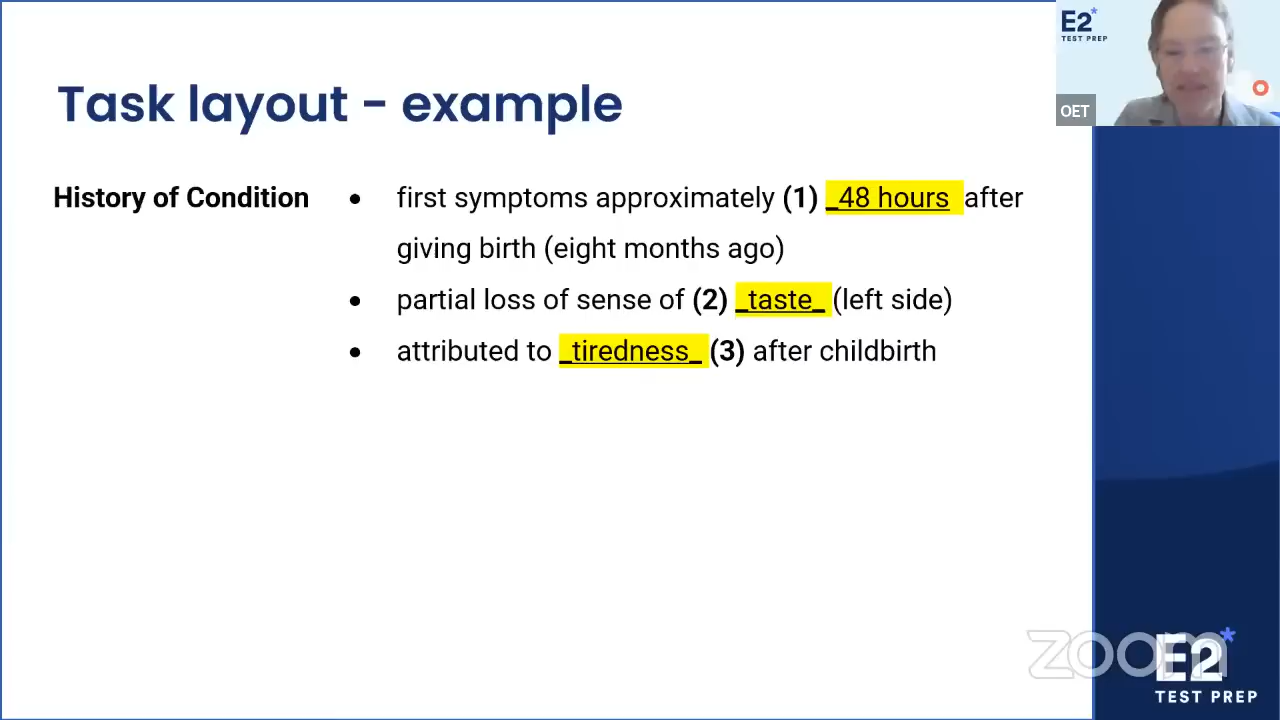 E2*
TEST PREP
OET
Task layout - example
History of Condition
• first symptoms approximately (1) _48 hours_ after
giving birth (eight months ago)
• partial loss of sense of (2) _taste_ (left side)
• attributed to _tiredness_ (3) after childbirth
zoom
E2*
TEST PREP